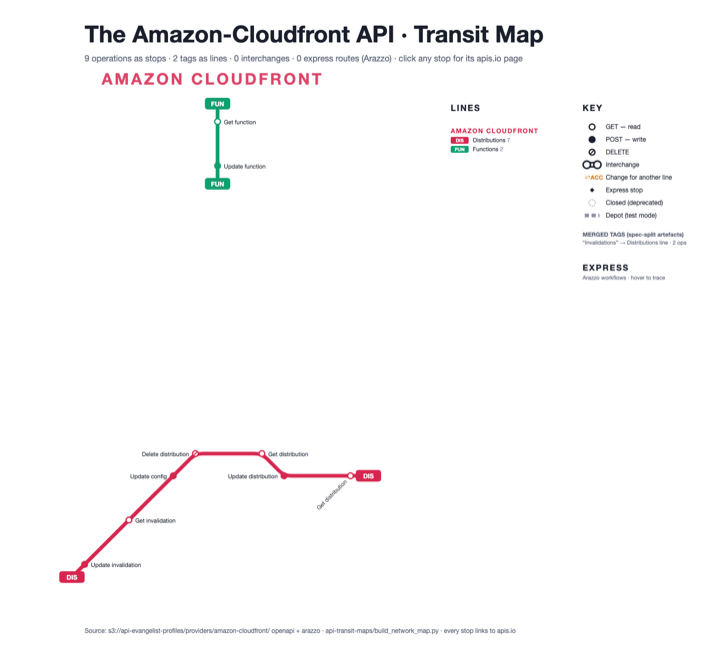 The Amazon-Cloudfront API · Transit Map
9 operations as stops · 2 tags as lines · 0 interchanges · 0 express routes (Arazzo) · click any stop for its apis.io page
AMAZON CLOUDFRONT
FUN
Get function
Update function
FUN
LINES
AMAZON CLOUDFRONT
DIS Distributions 7
FUN Functions 2
KEY
GET — read
POST — write
DELETE
Interchange
⇄ACC Change for another line
Express stop
Closed (deprecated)
Depot (test mode)
MERGED TAGS (spec-split artefacts)
"Invalidations" → Distributions line · 2 ops
EXPRESS
Arazzo workflows · hover to trace
Delete distribution
Get distribution
Update config
Update distribution
DIS
Get distribution
Get invalidation
Update invalidation
DIS
Source: s3://api-evangelist-profiles/providers/amazon-cloudfront/ openapi + arazzo · api-transit-maps/build_network_map.py · every stop links to apis.io